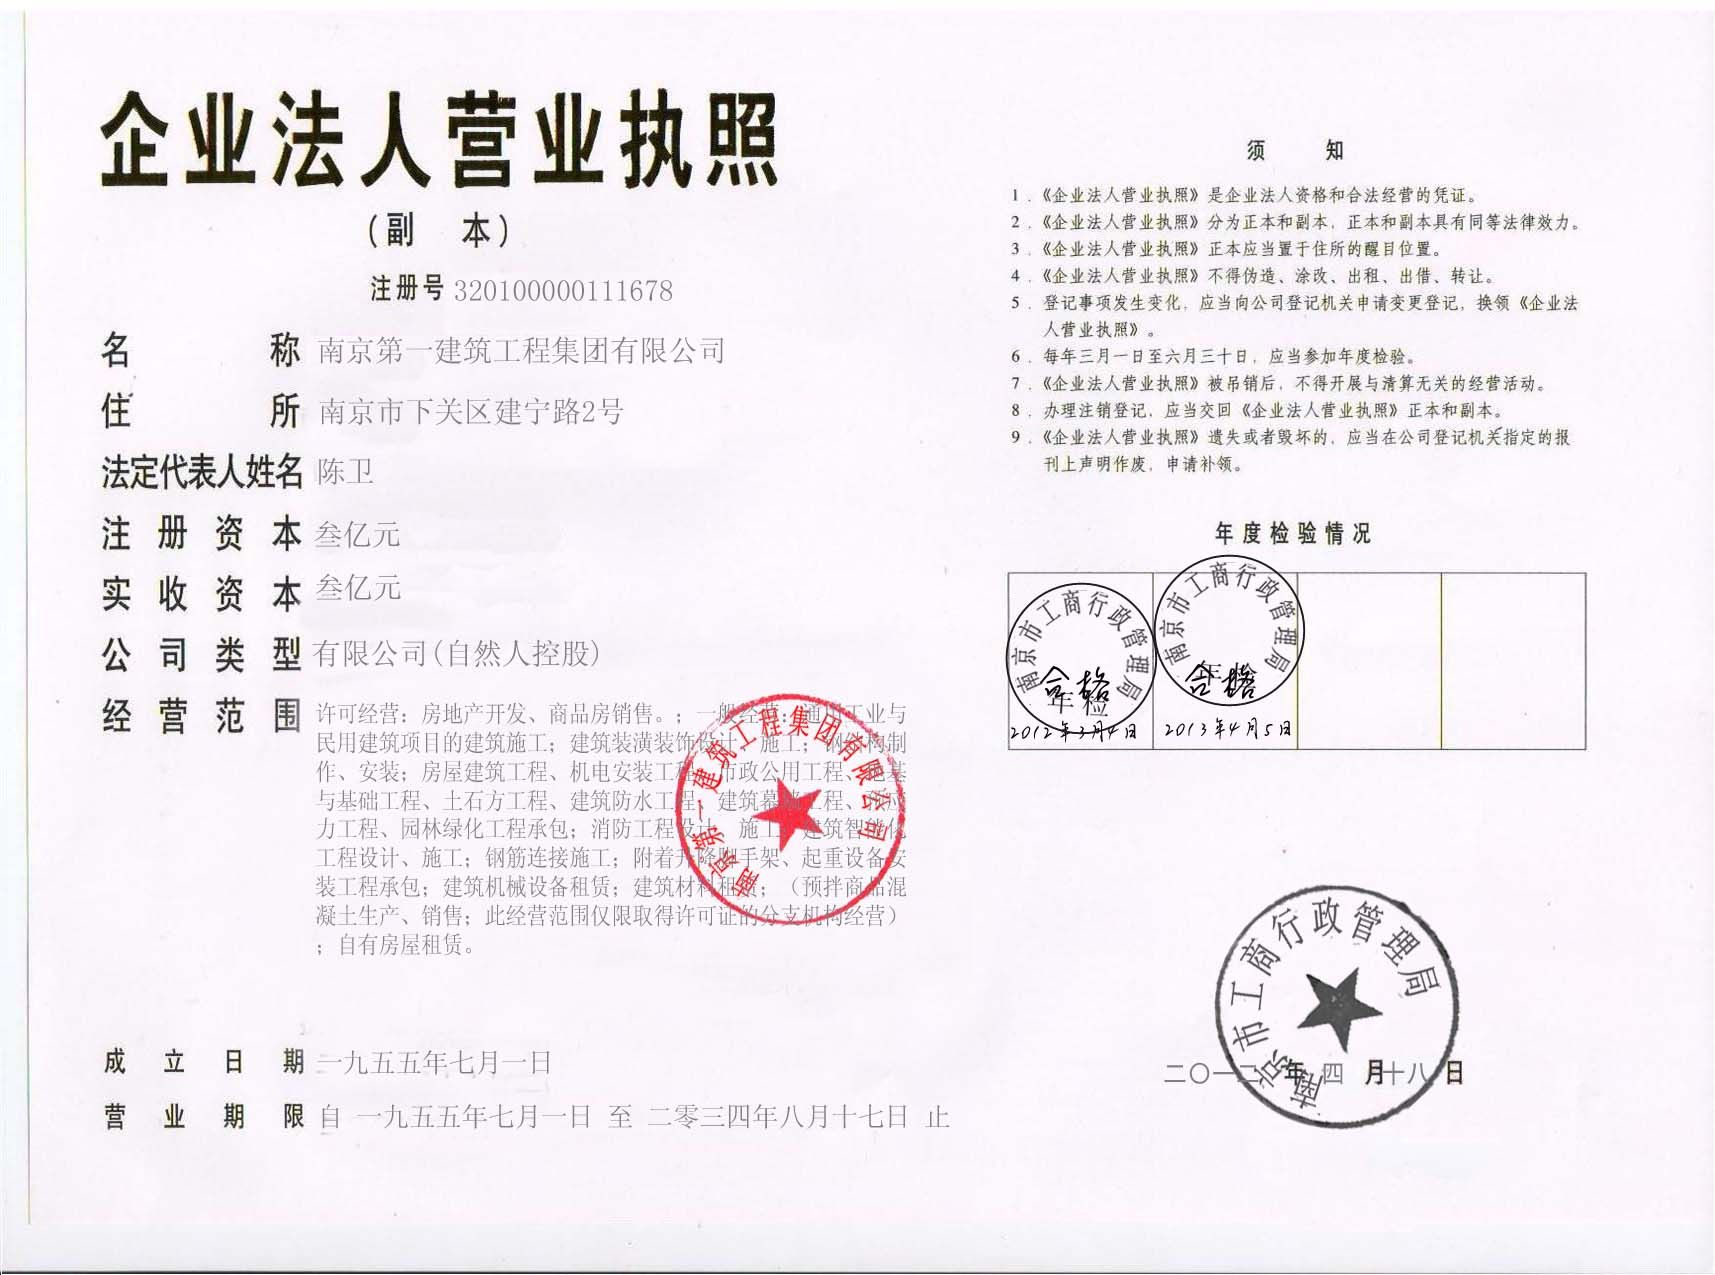 企业法人营业执照
(副 本)
注册号 320100000111678
名 称 南京第一建筑工程集团有限公司
住 所 南京市下关区建宁路2号
法定代表人姓名 陈卫
注册资本 叁亿元
实收资本 叁亿元
公司类型 有限公司(自然人控股)
经营范围 许可经营：房地产开发、商品房销售。；一般经营：通用工业与
民用建筑项目的建筑施工；建筑装潢装饰设计、施工；钢结构制
作、安装；房屋建筑工程、机电安装工程、市政公用工程、地基
与基础工程、土石方工程、建筑防水工程、建筑幕墙工程、
力工程、园林绿化工程承包；消防工程设计、施工；建筑智能化
工程设计、施工；钢筋连接施工；附着升降脚手架、起重设备安
装工程承包；建筑机械设备租赁；建筑材料租赁；（预拌商品混
凝土生产、销售；此经营范围仅限取得许可证的分支机构经营）
；自有房屋租赁。
南京第一建筑工程集团有限公司
成立日期 一九五五年七月一日
营业期限 自 一九五五年七月一日 至 二零三四年八月十七日 止
须 知
1．《企业法人营业执照》是企业法人资格和合法经营的凭证。
2．《企业法人营业执照》分为正本和副本，正本和副本具有同等法律效力。
3．《企业法人营业执照》正本应当置于住所的醒目位置。
4．《企业法人营业执照》不得伪造、涂改、出租、出借、转让。
5．登记事项发生变化，应当向公司登记机关申请变更登记，换领《企业法
人营业执照》。
6．每年三月一日至六月三十日，应当参加年度检验。
7．《企业法人营业执照》被吊销后，不得开展与清算无关的经营活动。
8．办理注销登记，应当交回《企业法人营业执照》正本和副本。
9．《企业法人营业执照》遗失或者毁坏的，应当在公司登记机关指定的报
刊上声明作废，申请补领。
年度检验情况
南京市工商行政管理局
合格
年检
2012年3月4日
南京市工商行政管理局
合格
年检
2013年4月5日
南京市工商行政管理局
二〇一二年四月十八日